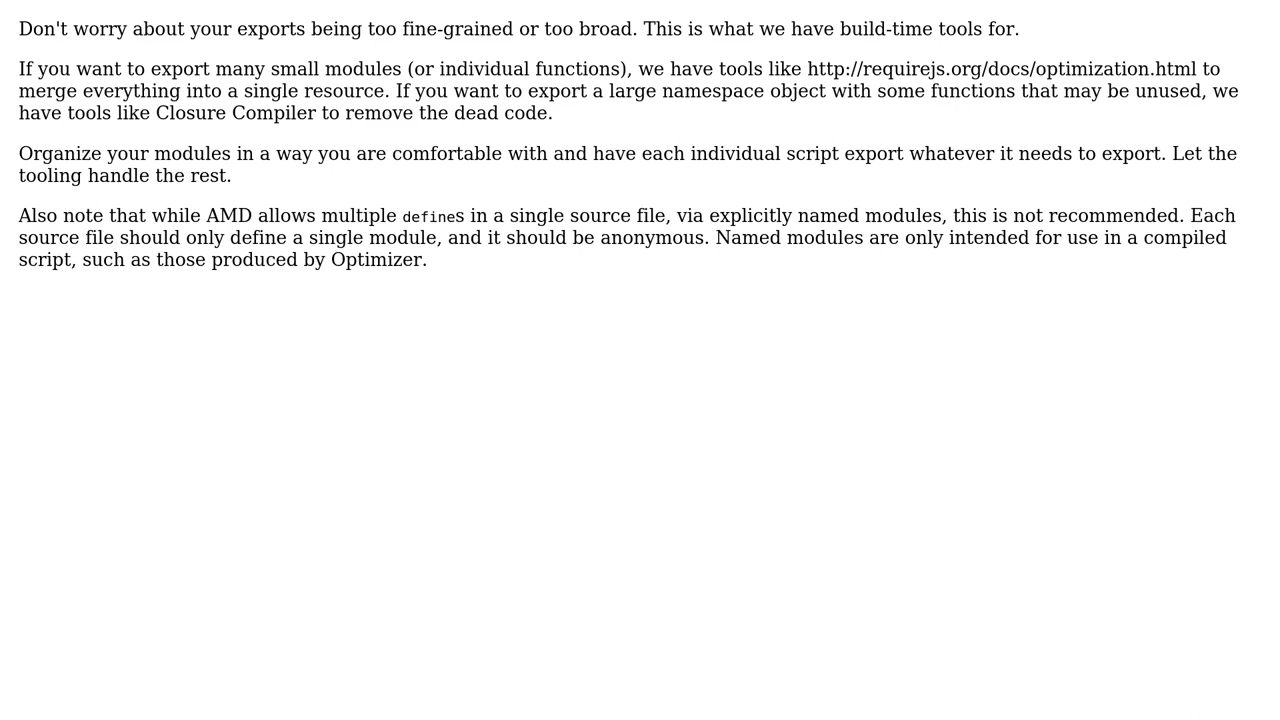 Don't worry about your exports being too fine-grained or too broad. This is what we have build-time tools for.
If you want to export many small modules (or individual functions), we have tools like http://requirejs.org/docs/optimization.html to
merge everything into a single resource. If you want to export a large namespace object with some functions that may be unused, we
have tools like Closure Compiler to remove the dead code.
Organize your modules in a way you are comfortable with and have each individual script export whatever it needs to export. Let the
tooling handle the rest.
Also note that while AMD allows multiple defines in a single source file, via explicitly named modules, this is not recommended. Each
source file should only define a single module, and it should be anonymous. Named modules are only intended for use in a compiled
script, such as those produced by Optimizer.